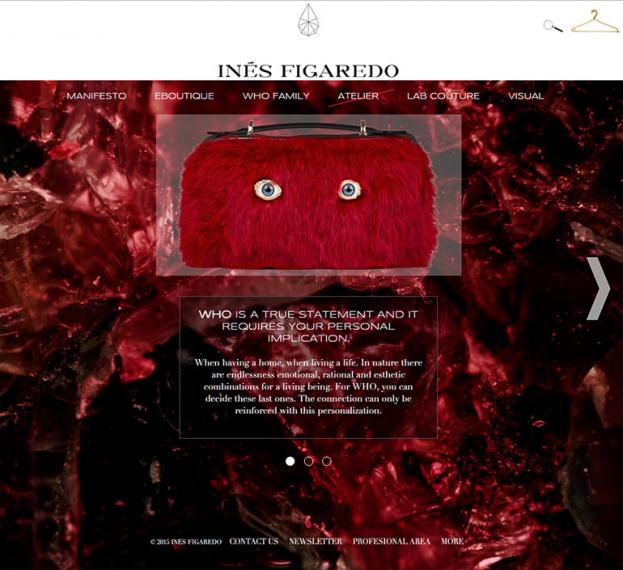 INÉS FIGAREDO
MANIFESTO EBOUTIQUE WHO FAMILY ATELIER LAB COUTURE VISUAL
WHO IS A TRUE STATEMENT AND IT
REQUIRES YOUR PERSONAL
IMPLICATION.
When having a home, when living a life. In nature there
are endlessness emotional, rational and esthetic
combinations for a living being. For WHO, you can
decide these last ones. The connection can only be
reinforced with this personalization.
© 2015 INÉS FIGAREDO CONTACT US NEWSLETTER PROFESIONAL AREA MORE